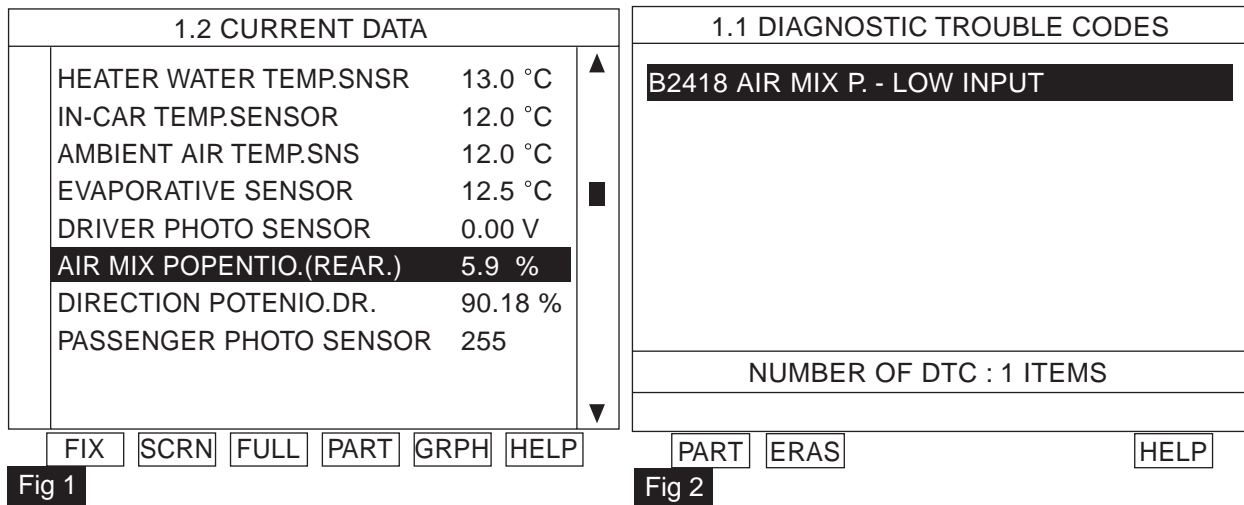 1.2 CURRENT DATA
HEATER WATER TEMP.SNSR 13.0 °C
IN-CAR TEMP.SENSOR 12.0 °C
AMBIENT AIR TEMP.SNS 12.0 °C
EVAPORATIVE SENSOR 12.5 °C
DRIVER PHOTO SENSOR 0.00 V
AIR MIX POPENTIO.(REAR.) 5.9 %
DIRECTION POTENIO.DR. 90.18 %
PASSENGER PHOTO SENSOR 255
FIX SCRN FULL PART GRPH HELP
Fig 1
1.1 DIAGNOSTIC TROUBLE CODES
B2418 AIR MIX P. - LOW INPUT
NUMBER OF DTC : 1 ITEMS
PART ERAS HELP
Fig 2